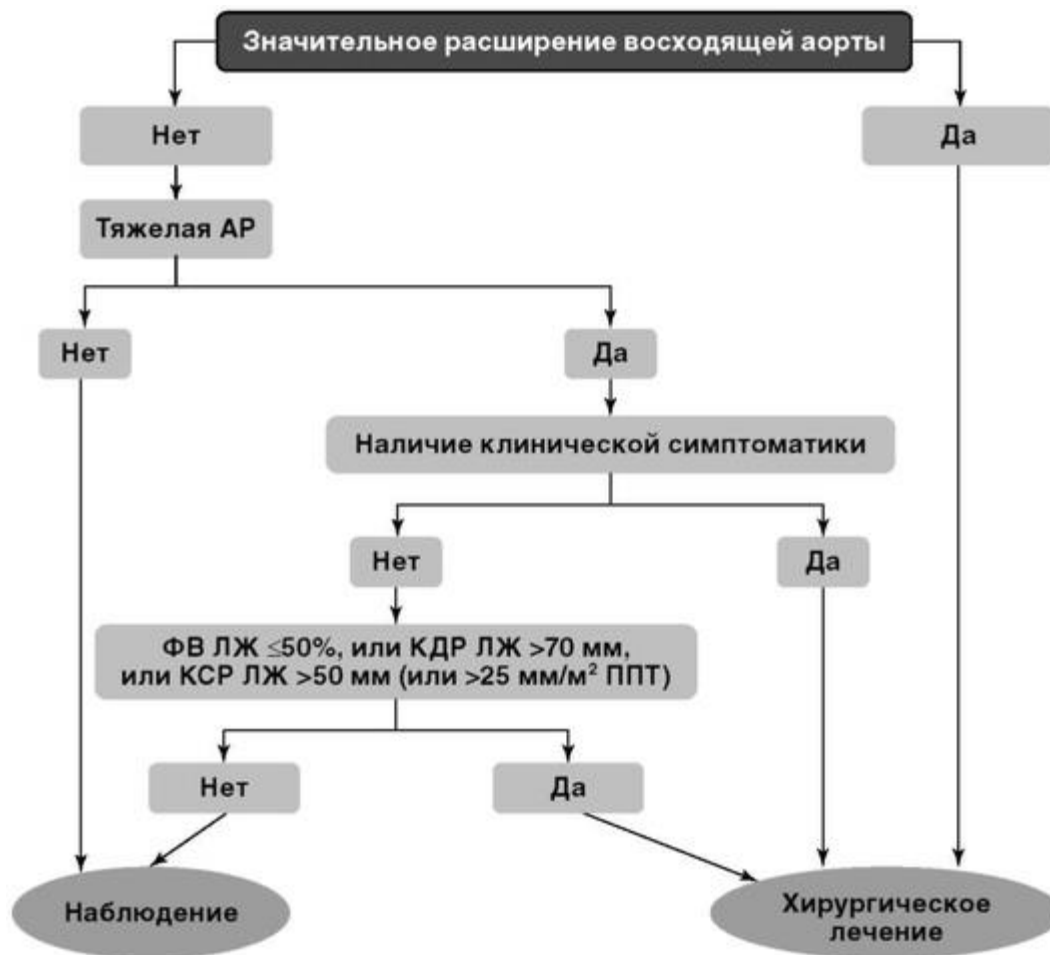 Значительное расширение восходящей аорты
Нет
Да
Тяжелая АР
Нет
Да
Наличие клинической симптоматики
Нет
Да
ФВ ЛЖ ≤50%, или КДР ЛЖ >70 мм,
или КСР ЛЖ >50 мм (или >25 мм/м² ППТ)
Нет
Да
Наблюдение
Хирургическое
лечение